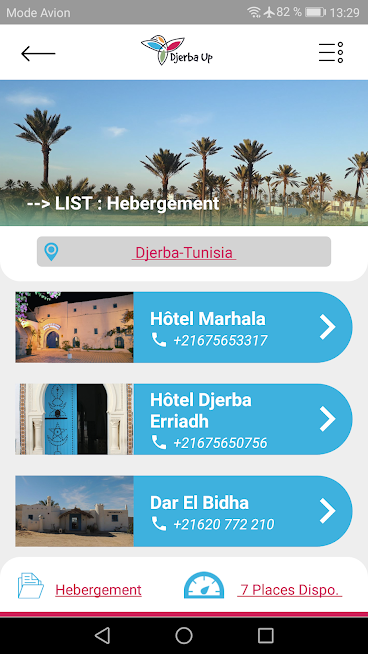 Mode Avion 82 % 13:29
Djerba Up
--> LIST : Hebergement
Djerba-Tunisia
Hôtel Marhala
+21675653317
Hôtel Djerba
Erriadh
+21675650756
Dar El Bidha
+21620 772 210
Hebergement 7 Places Dispo.